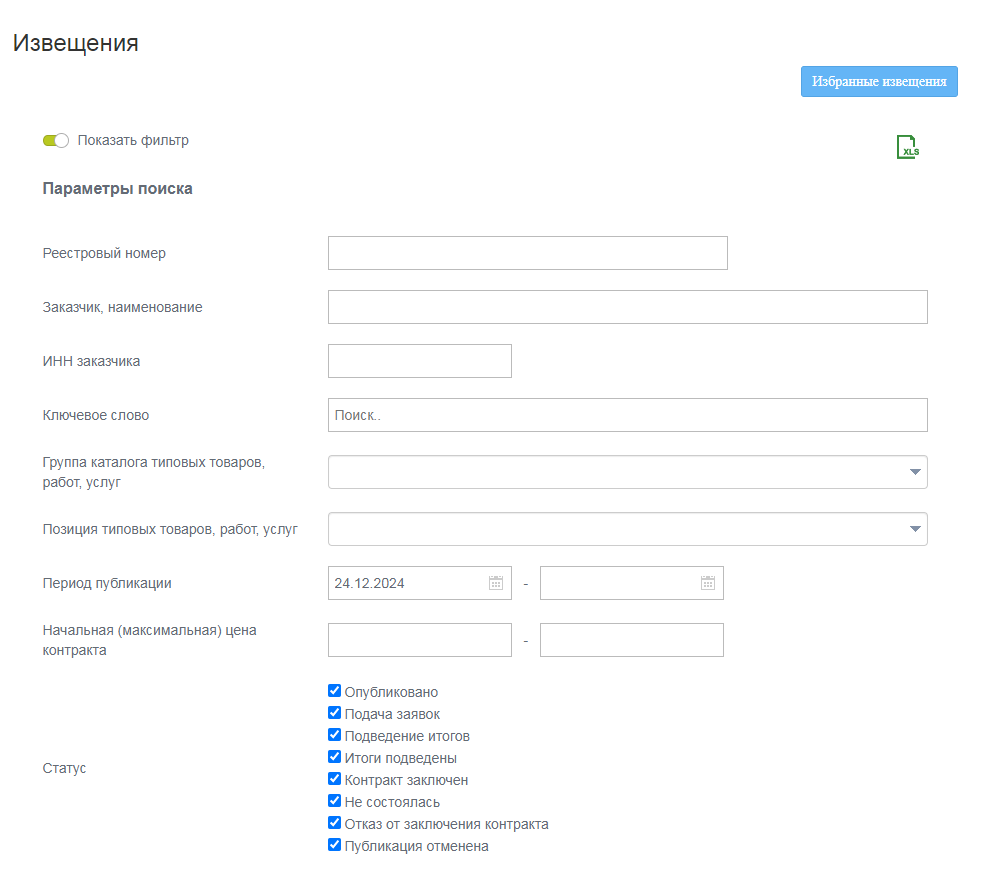 Извещения
Избранные извещения
Показать фильтр
XLS
Параметры поиска
Реестровый номер
Заказчик, наименование
ИНН заказчика
Ключевое слово
Поиск..
Группа каталога типовых товаров,
работ, услуг
Позиция типовых товаров, работ, услуг
Период публикации
24.12.2024
-
Начальная (максимальная) цена
контракта
-
Статус
Опубликовано
Подача заявок
Подведение итогов
Итоги подведены
Контракт заключен
Не состоялась
Отказ от заключения контракта
Публикация отменена